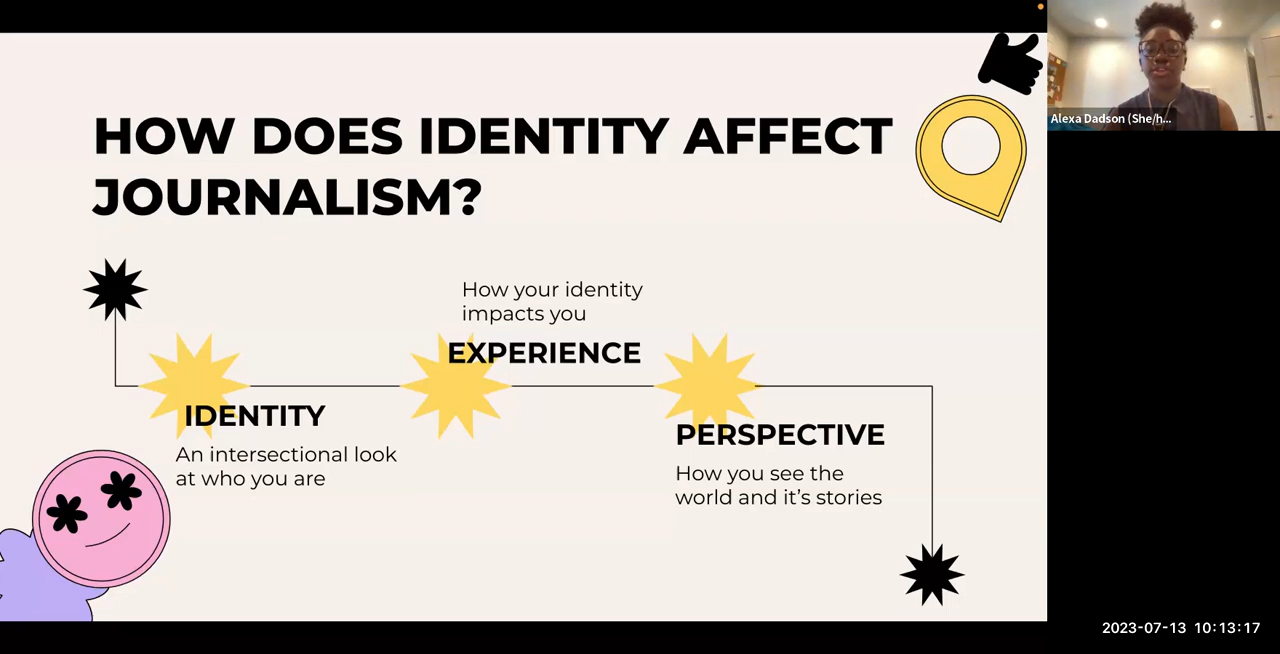 HOW DOES IDENTITY AFFECT
JOURNALISM?
How your identity
impacts you
EXPERIENCE
IDENTITY
An intersectional look
at who you are
PERSPECTIVE
How you see the
world and it’s stories
Alexa Dadson (She/h...
2023-07-13 10:13:17